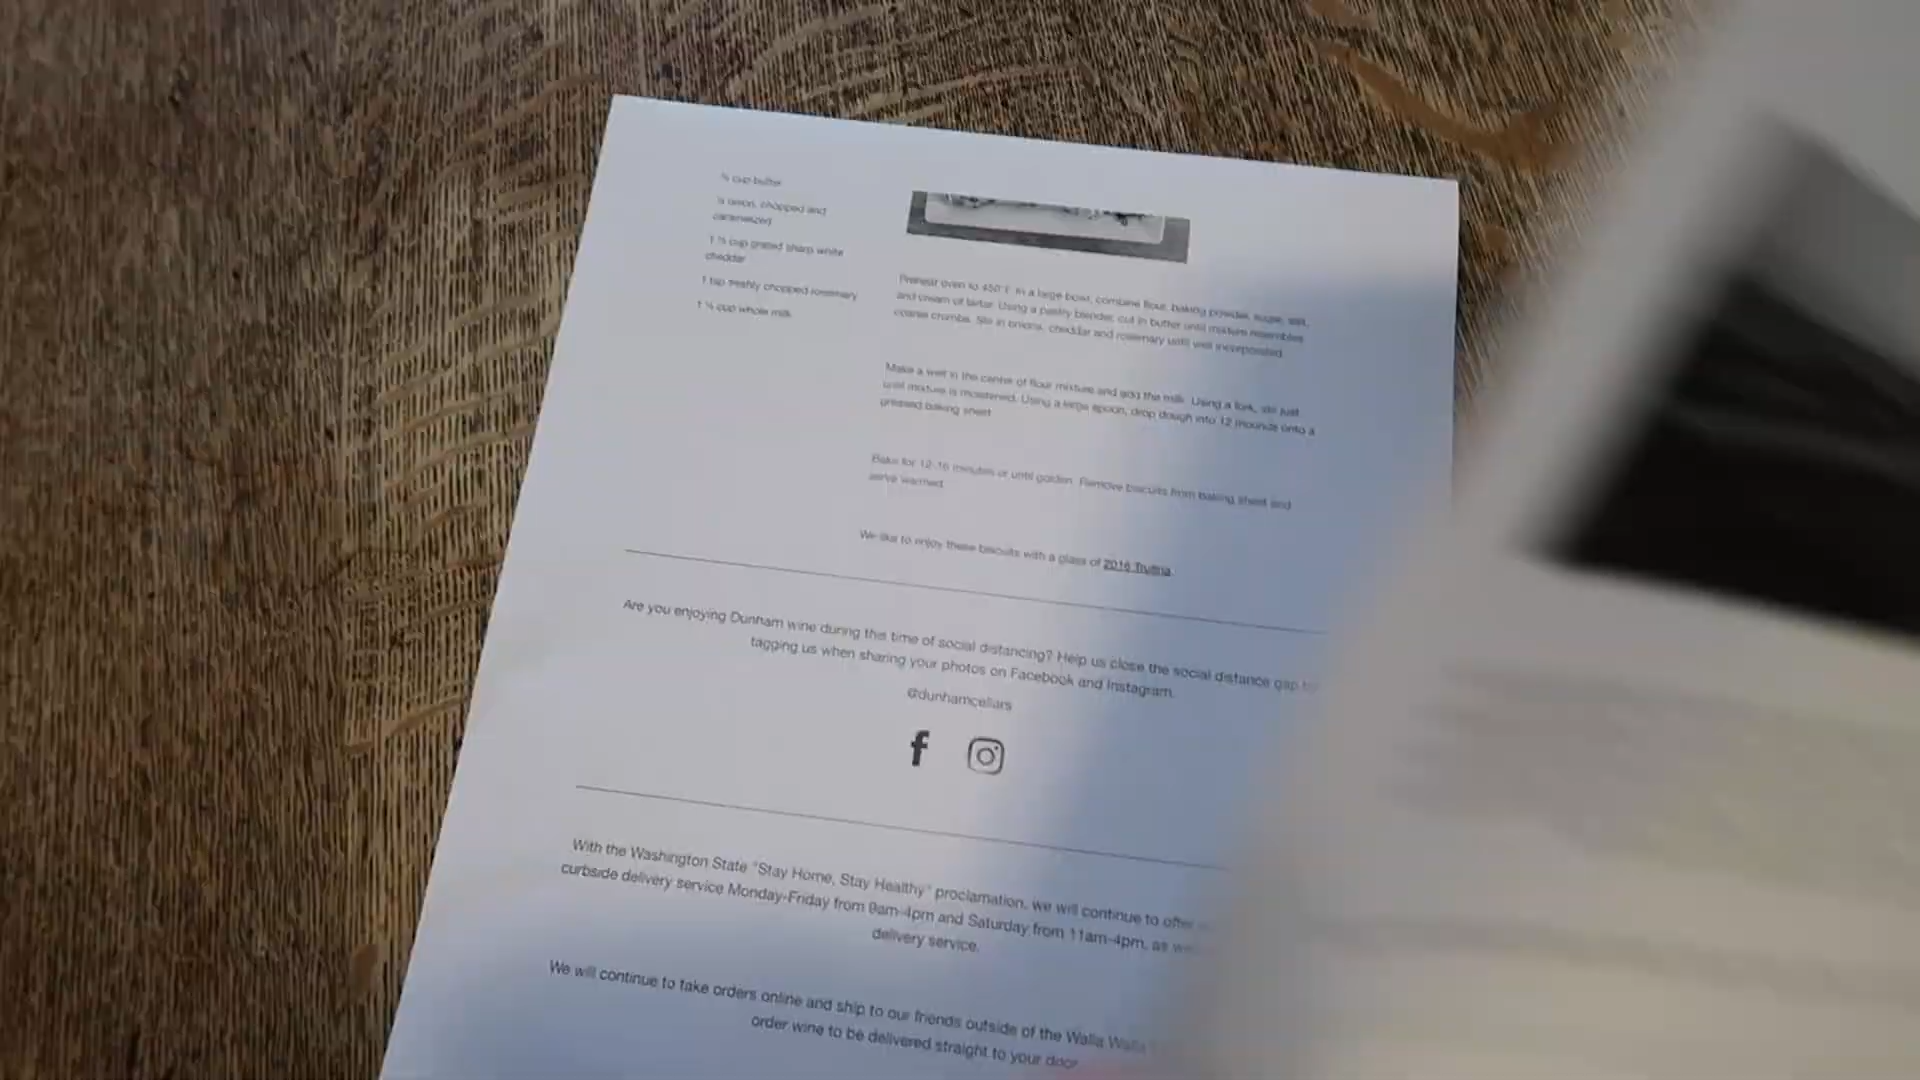 cup butter
onion, chopped and
caramelized
1 ½ cup grated sharp white
cheddar
1 tsp freshly chopped rosemary
1 ¼ cup whole milk
Preheat oven to 450°F. In a large bowl, combine flour, baking powder, sugar, salt,
and cream of tartar. Using a pastry blender, cut in butter until mixture resembles
coarse crumbs. Stir in onions, cheddar and rosemary until well incorporated.
Make a well in the centre of flour mixture and add the milk. Using a fork, stir just
until mixture is moistened. Using a large spoon, drop dough into 12 mounds onto a
greased baking sheet.
Bake for 12-16 minutes or until golden. Remove biscuits from baking sheet and
serve warmed.
We like to enjoy these biscuits with a glass of 2016 Trutina.
Are you enjoying Dunham wine during this time of social distancing? Help us close the social distance gap
tagging us when sharing your photos on Facebook and Instagram.
@dunhamcellars
With the Washington State "Stay Home, Stay Healthy" proclamation, we will continue to offer
curbside delivery service Monday-Friday from 9am-4pm and Saturday from 11am-4pm, as
delivery service.
We will continue to take orders online and ship to our friends outside of the Walla Walla
order wine to be delivered straight to your door